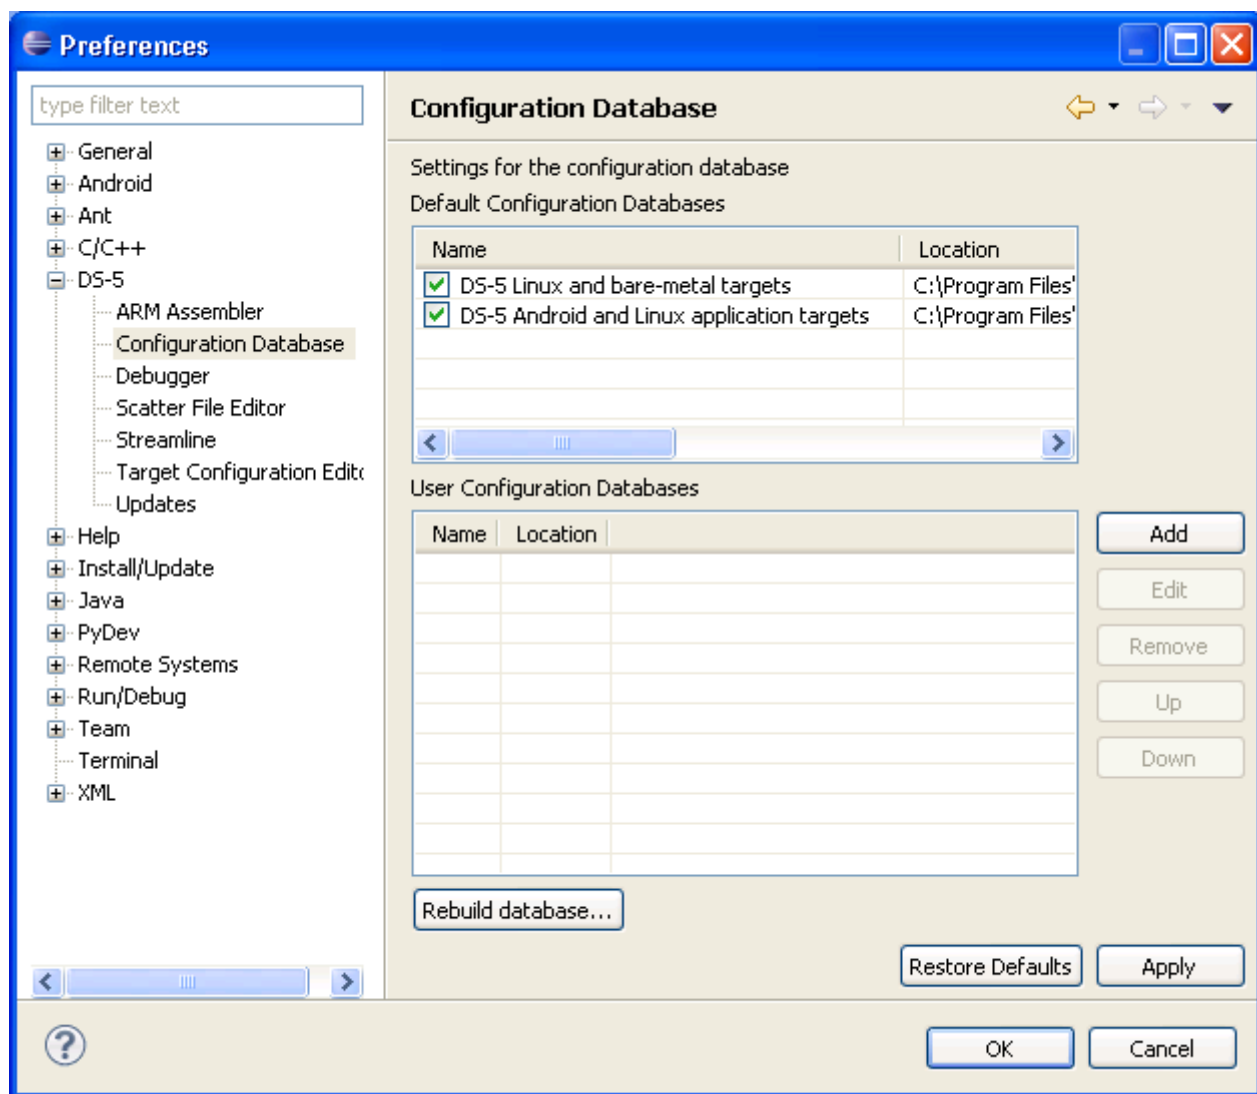 Preferences
type filter text
General
Android
Ant
C/C++
DS-5
ARM Assembler
Configuration Database
Debugger
Scatter File Editor
Streamline
Target Configuration Edit
Updates
Help
Install/Update
Java
PyDev
Remote Systems
Run/Debug
Team
Terminal
XML
Configuration Database
Settings for the configuration database
Default Configuration Databases
Name Location
DS-5 Linux and bare-metal targets C:\Program Files
DS-5 Android and Linux application targets C:\Program Files
User Configuration Databases
Name Location
Add
Edit
Remove
Up
Down
Rebuild database...
Restore Defaults Apply
? OK Cancel